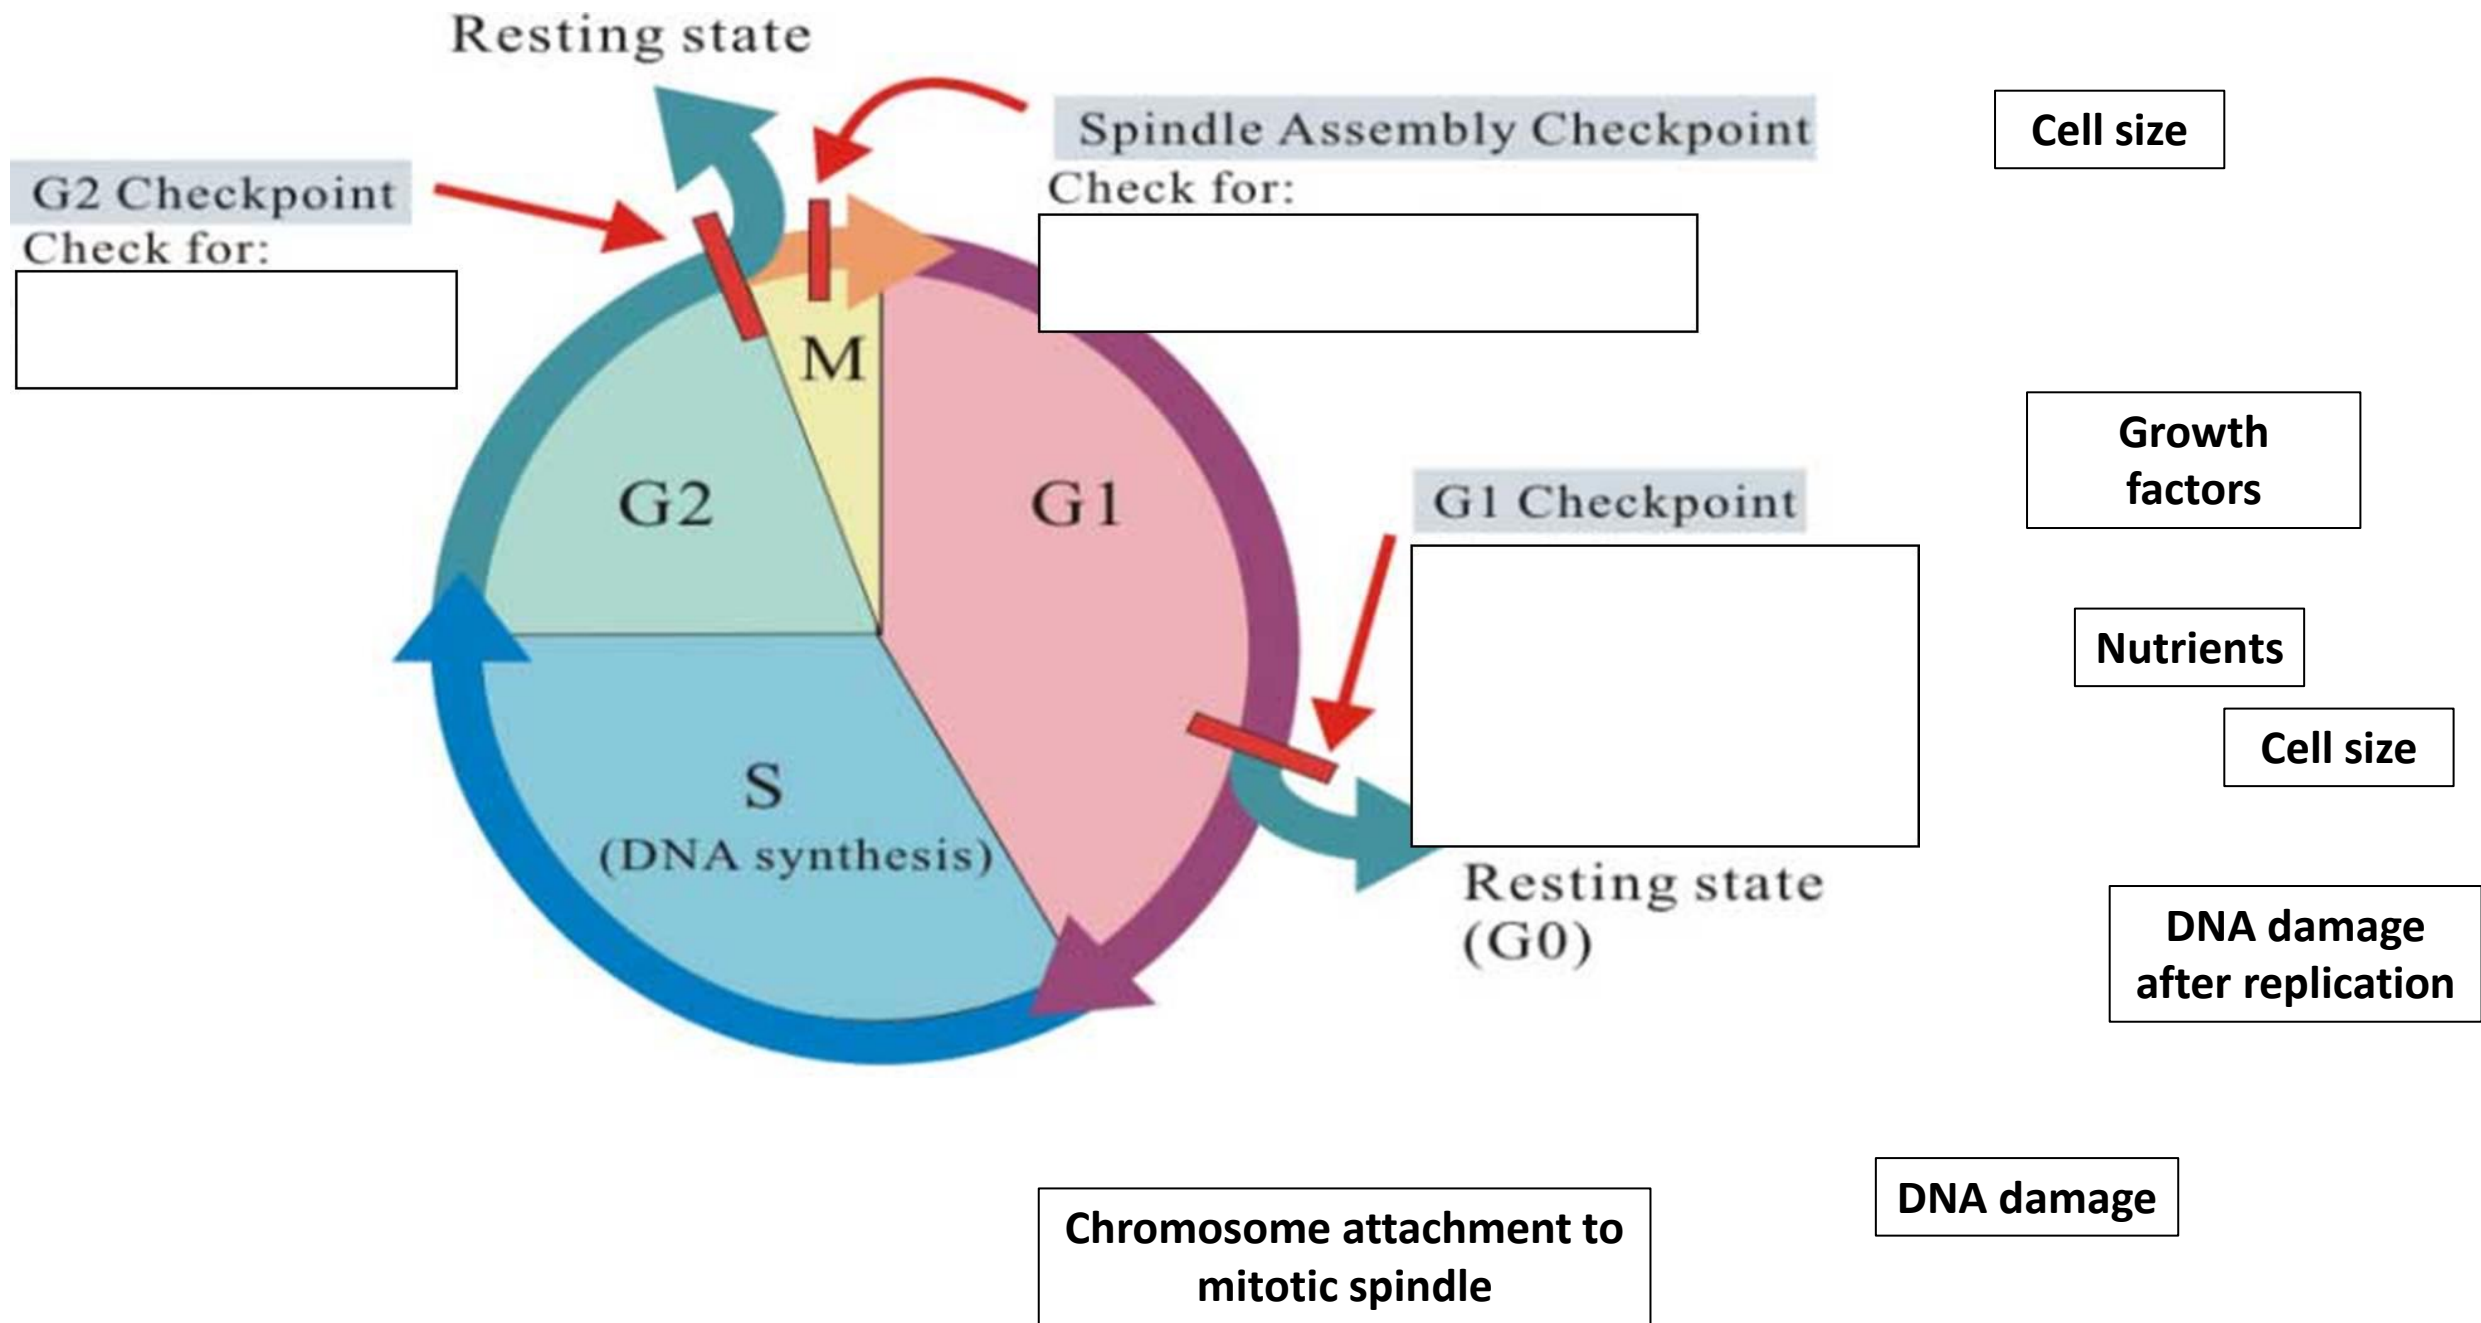 Resting state
Spindle Assembly Checkpoint
Check for:
Cell size
G2 Checkpoint
Check for:
M
G2
G1
Growth
factors
G1 Checkpoint
Nutrients
Cell size
S
(DNA synthesis)
Resting state
(G0)
DNA damage
after replication
DNA damage
Chromosome attachment to
mitotic spindle